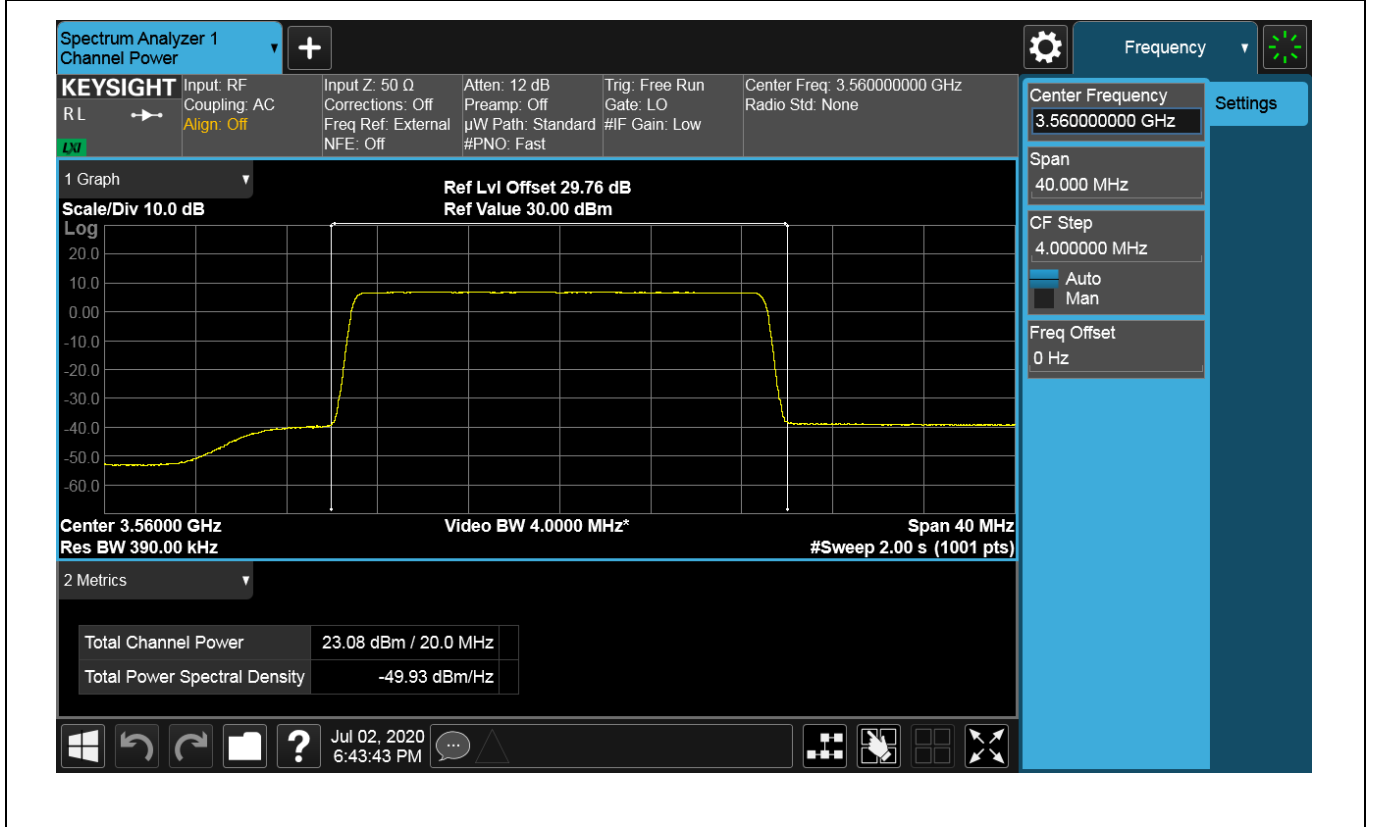 Spectrum Analyzer 1
Channel Power
+
Frequency
KEYSIGHT
RL
LXI
Input: RF
Coupling: AC
Align: Off
Input Z: 50 Ω
Corrections: Off
Freq Ref: External
NFE: Off
Atten: 12 dB
Preamp: Off
µW Path: Standard
#PNO: Fast
Trig: Free Run
Gate: LO
#IF Gain: Low
Center Freq: 3.560000000 GHz
Radio Std: None
1 Graph
Scale/Div 10.0 dB
Ref Lvl Offset 29.76 dB
Ref Value 30.00 dBm
Log
20.0
10.0
0.00
-10.0
-20.0
-30.0
-40.0
-50.0
-60.0
Center 3.56000 GHz
Video BW 4.0000 MHz*
Span 40 MHz
Res BW 390.00 kHz
#Sweep 2.00 s (1001 pts)
2 Metrics
Total Channel Power 23.08 dBm / 20.0 MHz
Total Power Spectral Density -49.93 dBm/Hz
?
Jul 02, 2020
6:43:43 PM
Center Frequency
3.560000000 GHz
Span
40.000 MHz
CF Step
4.000000 MHz
Auto
Man
Freq Offset
0 Hz
Settings